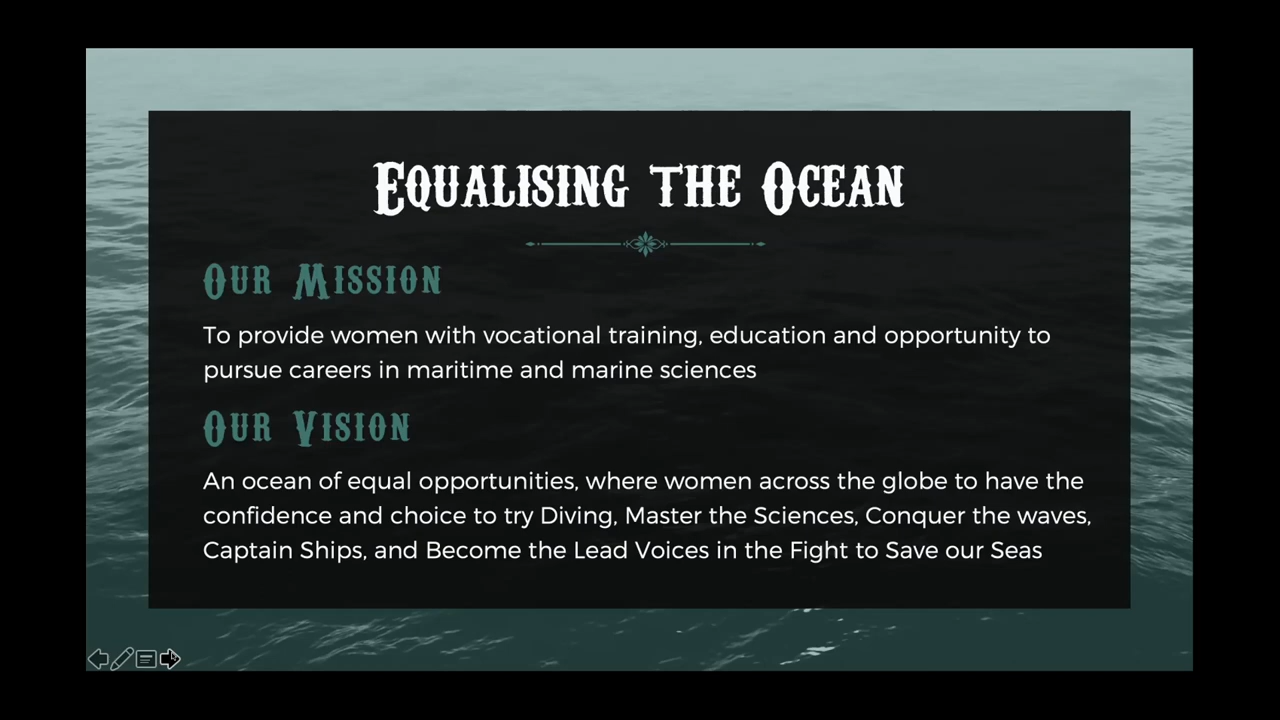 Equalising the Ocean
Our Mission
To provide women with vocational training, education and opportunity to
pursue careers in maritime and marine sciences
Our Vision
An ocean of equal opportunities, where women across the globe to have the
confidence and choice to try Diving, Master the Sciences, Conquer the waves,
Captain Ships, and Become the Lead Voices in the Fight to Save our Seas